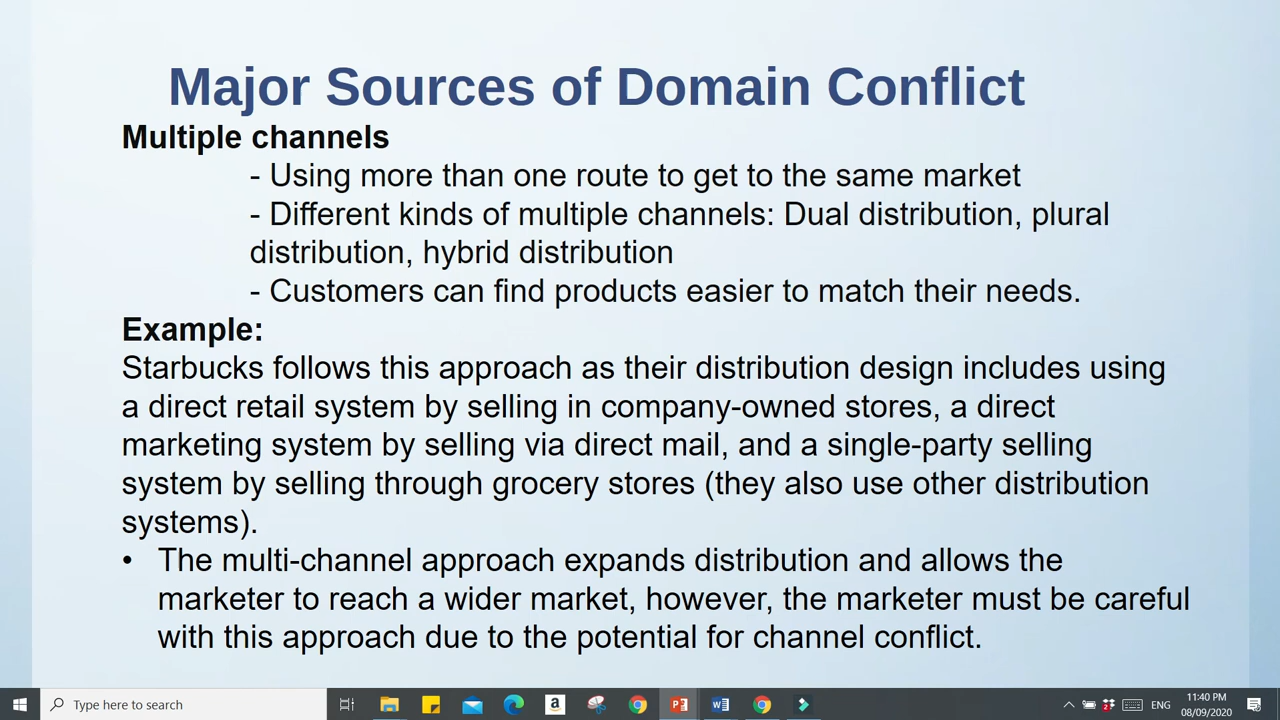 Major Sources of Domain Conflict
Multiple channels
- Using more than one route to get to the same market
- Different kinds of multiple channels: Dual distribution, plural
distribution, hybrid distribution
- Customers can find products easier to match their needs.
Example:
Starbucks follows this approach as their distribution design includes using
a direct retail system by selling in company-owned stores, a direct
marketing system by selling via direct mail, and a single-party selling
system by selling through grocery stores (they also use other distribution
systems).
• The multi-channel approach expands distribution and allows the
marketer to reach a wider market, however, the marketer must be careful
with this approach due to the potential for channel conflict.
Type here to search
ENG
11:40 PM
08/09/2020